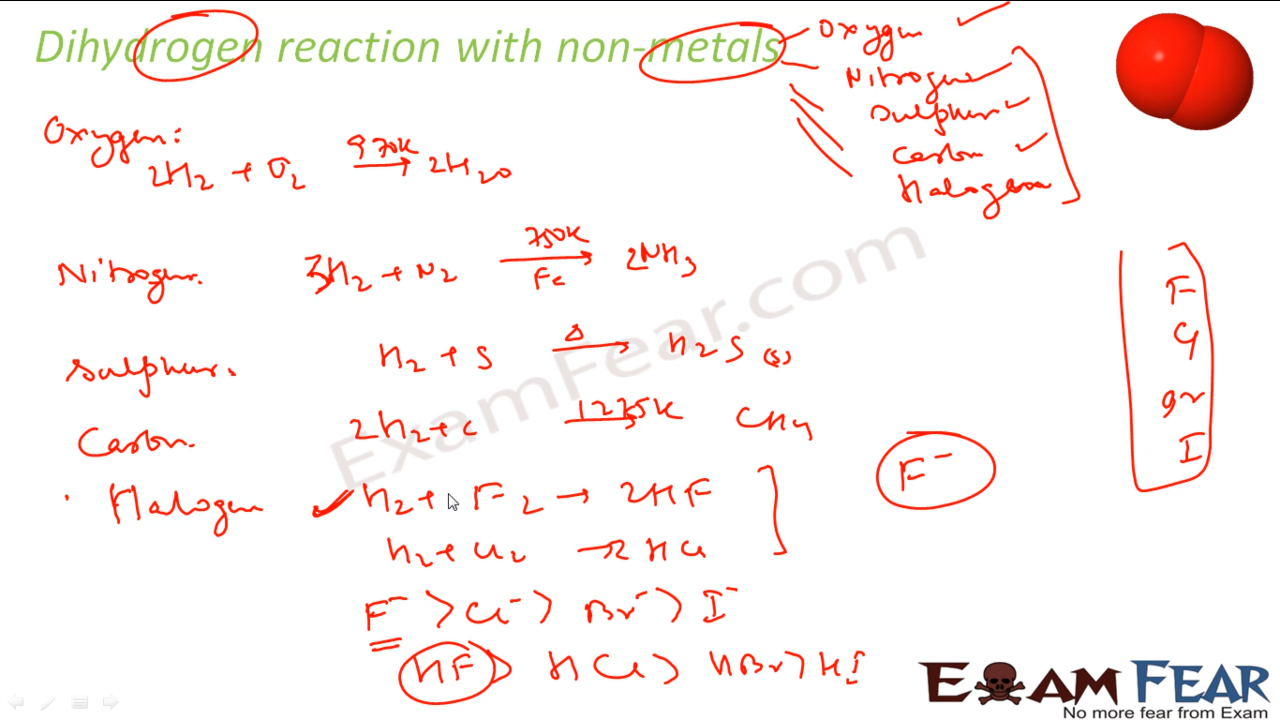 Dihydrogen reaction with non-metals
Oxygen
Nitrogen
Sulphur
Carbon
Halogen
Oxygen:
2H2 + O2 970K → 2H2O
Nitrogen. 3H2 + N2 750K → Fe 2NH3
Sulphur. H2 + S Δ → H2S (s)
Carbon. 2H2 + C 1275K → CH4
Halogen H2 + F2 → 2HF
H2 + Cl2 → 2HCl
F- > Cl- > Br- > I-
HF > HCl > HBr > HI
F
Cl
Br
I
F-
ExamFear.com
EXAM FEAR
No more fear from Exam